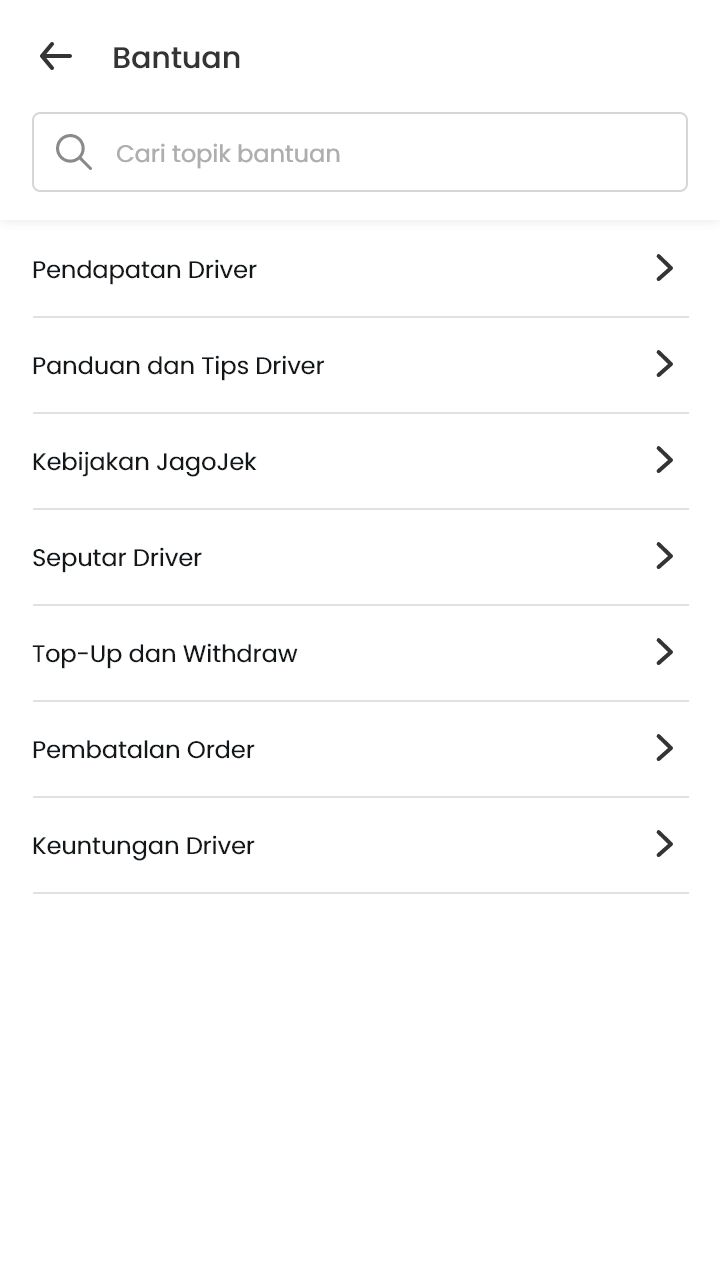 Bantuan
Cari topik bantuan
Pendapatan Driver
Panduan dan Tips Driver
Kebijakan JagoJek
Seputar Driver
Top-Up dan Withdraw
Pembatalan Order
Keuntungan Driver